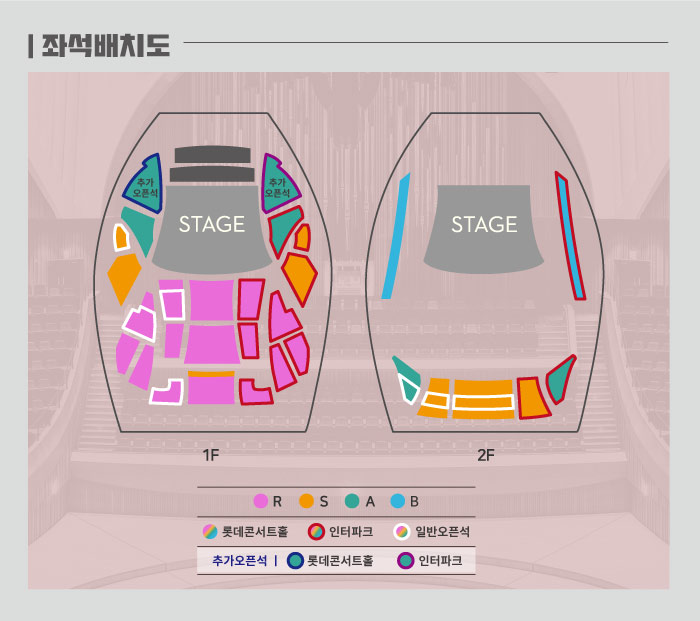 좌석배치도
추가
오픈석
추가
오픈석
STAGE
STAGE
1F
2F
R S A B
롯데콘서트홀 인터파크 일반오픈석
추가오픈석 | 롯데콘서트홀 인터파크